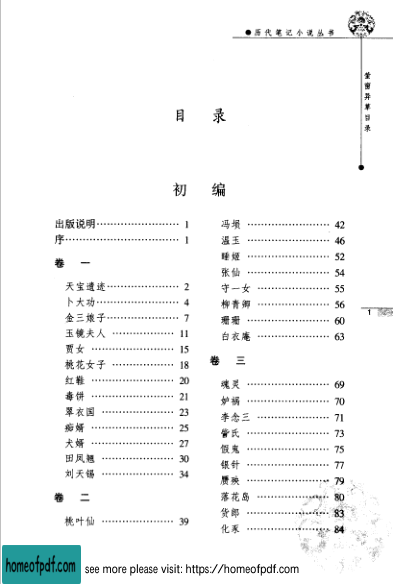 历代笔记小说丛书
萤窗异草目录
目 录
初 编
出版说明……………………1
序……………………………1
卷 一
天宝遗迹……………………2
卜大功………………………4
金三娘子……………………7
玉镜夫人……………………11
贾女…………………………15
桃花女子……………………18
红鞋…………………………20
毒饼…………………………21
翠衣国………………………23
痴婿…………………………25
犬婿…………………………27
田凤翘………………………30
刘天锡………………………34
卷 二
桃叶仙………………………39
冯埙…………………………42
温玉…………………………46
睡姬…………………………52
张仙…………………………54
守一女………………………55
柳青卿………………………56
珊珊…………………………60
白衣庵………………………63
卷 三
魂灵…………………………69
妒祸…………………………70
李念三………………………71
訾氏…………………………73
假鬼…………………………75
银针…………………………77
赝殃…………………………79
落花岛………………………80
货郎…………………………83
化豕…………………………84
1
homeofpdf.com
see more please visit: https://homeofpdf.com